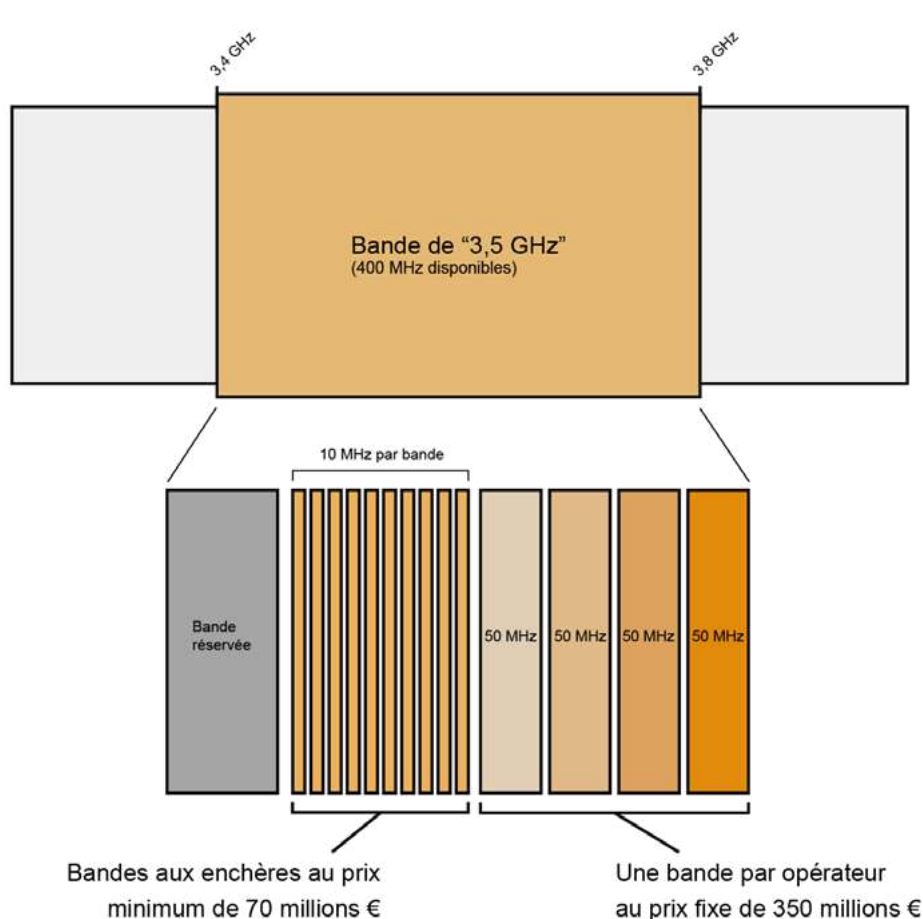 3,4 GHz
3,8 GHz
Bande de “3,5 GHz”
(400 MHz disponibles)
10 MHz par bande
Bande
réservée
50 MHz
50 MHz
50 MHz
50 MHz
Bandes aux enchères au prix
minimum de 70 millions €
Une bande par opérateur
au prix fixe de 350 millions €